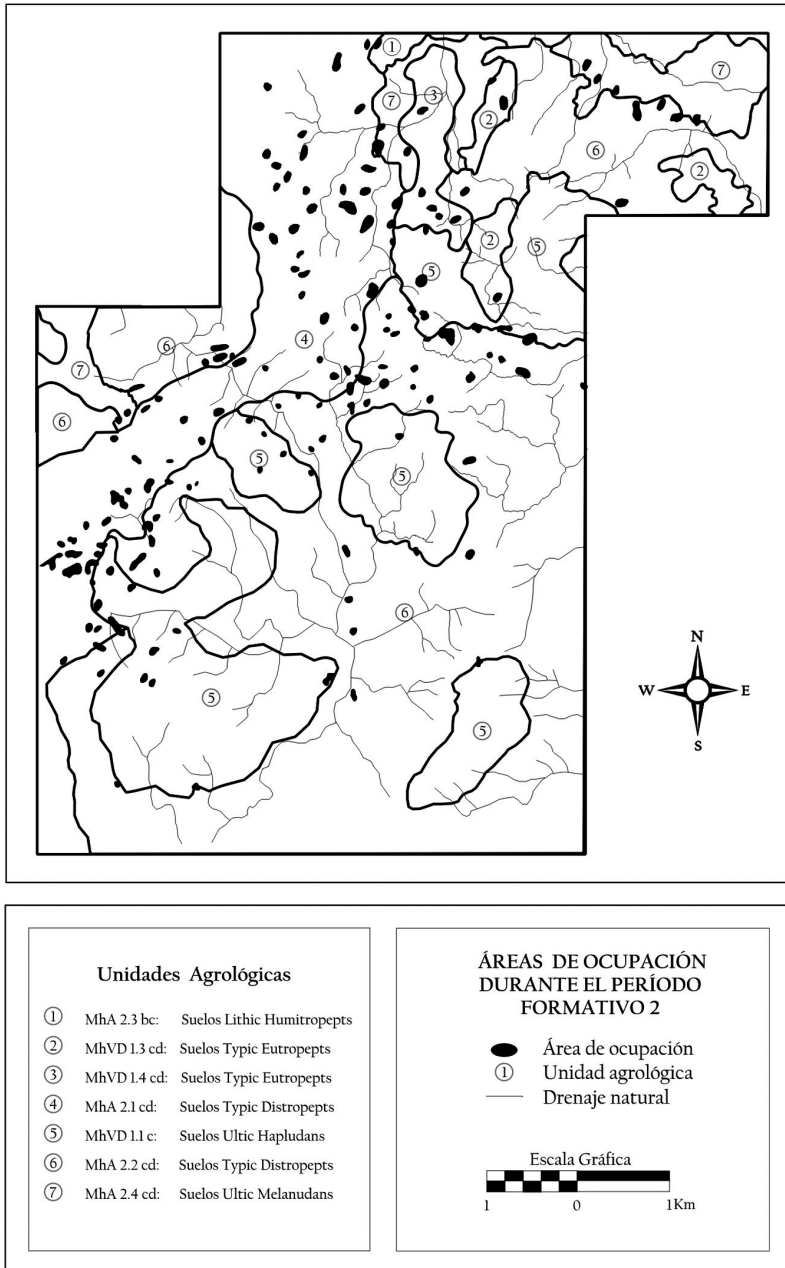 1
7
7
3
2
6
2
2
5
5
4
6
7
6
5
5
6
5
5
N
W E
S
Unidades Agrológicas
1 MhA 2.3 bc: Suelos Lithic Humitropepts
2 MhVD 1.3 cd: Suelos Typic Eutropepts
3 MhVD 1.4 cd: Suelos Typic Eutropepts
4 MhA 2.1 cd: Suelos Typic Distropepts
5 MhVD 1.1 c: Suelos Ultic Hapludans
6 MhA 2.2 cd: Suelos Typic Distropepts
7 MhA 2.4 cd: Suelos Ultic Melanudans
ÁREAS DE OCUPACIÓN
DURANTE EL PERÍODO
FORMATIVO 2
Área de ocupación
1 Unidad agrológica
Drenaje natural
Escala Gráfica
1 0 1Km